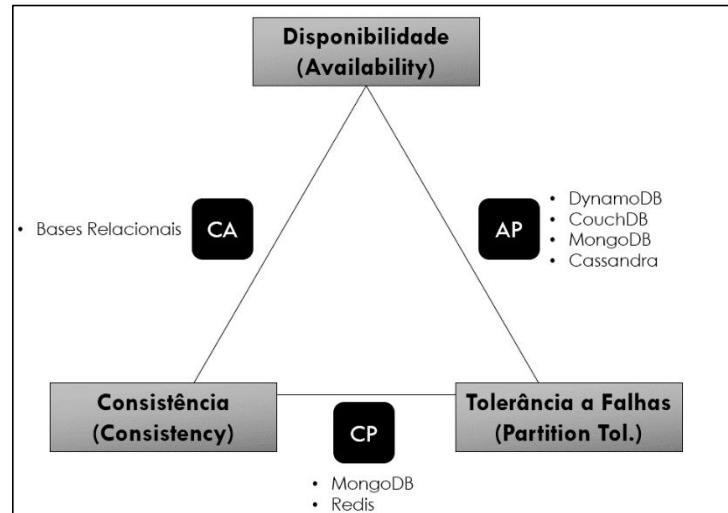 Disponibilidade
(Availability)
• Bases Relacionais
CA
AP
• DynamoDB
• CouchDB
• MongoDB
• Cassandra
Consistência
(Consistency)
CP
Tolerância a Falhas
(Partition Tol.)
• MongoDB
• Redis